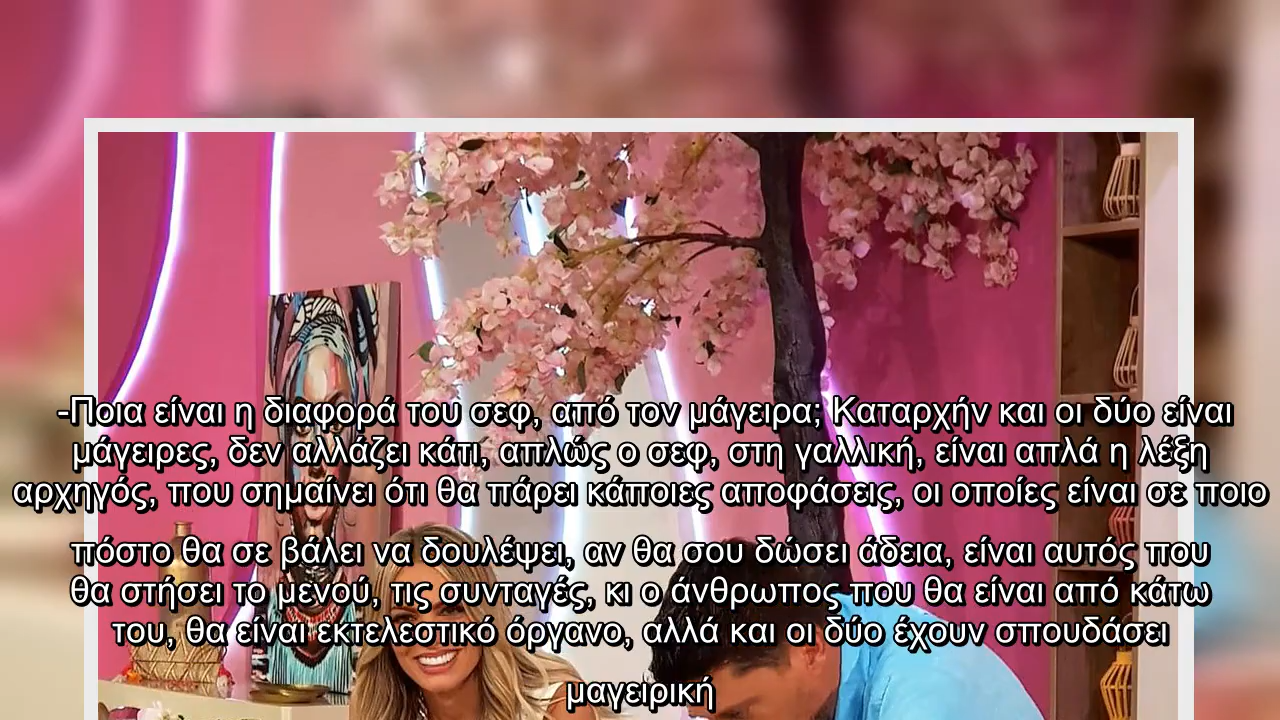 -Ποια είναι η διαφορά του σεφ, από τον μάγειρα; Καταρχήν και οι δύο είναι
μάγειρες, δεν αλλάζει κάτι, απλώς ο σεφ, στη γαλλική, είναι απλά η λέξη
αρχηγός, που σημαίνει ότι θα πάρει κάποιες αποφάσεις, οι οποίες είναι σε ποιο
πόστο θα σε βάλει να δουλέψει, αν θα σου δώσει άδεια, είναι αυτός που
θα στήσει το μενού, τις συνταγές, κι ο άνθρωπος που θα είναι από κάτω
του, θα είναι εκτελεστικό όργανο, αλλά και οι δύο έχουν σπουδάσει
μαγειρική